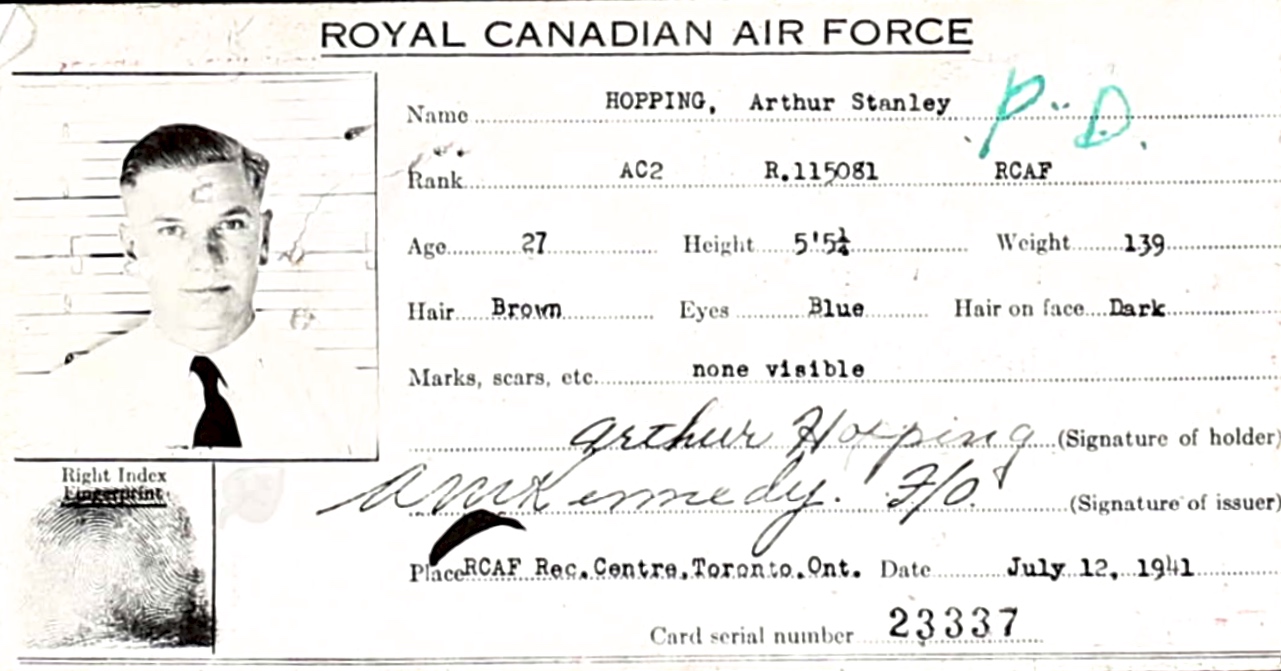 ROYAL CANADIAN AIR FORCE
Name HOPPING, Arthur Stanley P..D.
Rank AC2 R.115081 RCAF
Age 27 Height 5'5¼ Weight 139
Hair Brown Eyes Blue Hair on face Dark
Marks, scars, etc. none visible
Arthur Hopping (Signature of holder)
Right Index
Fingerprint
AMKennedy. F/O. (Signature of issuer)
Place RCAF Rec.Centre,Toronto,Ont. Date July 12, 1941
Card serial number 23337